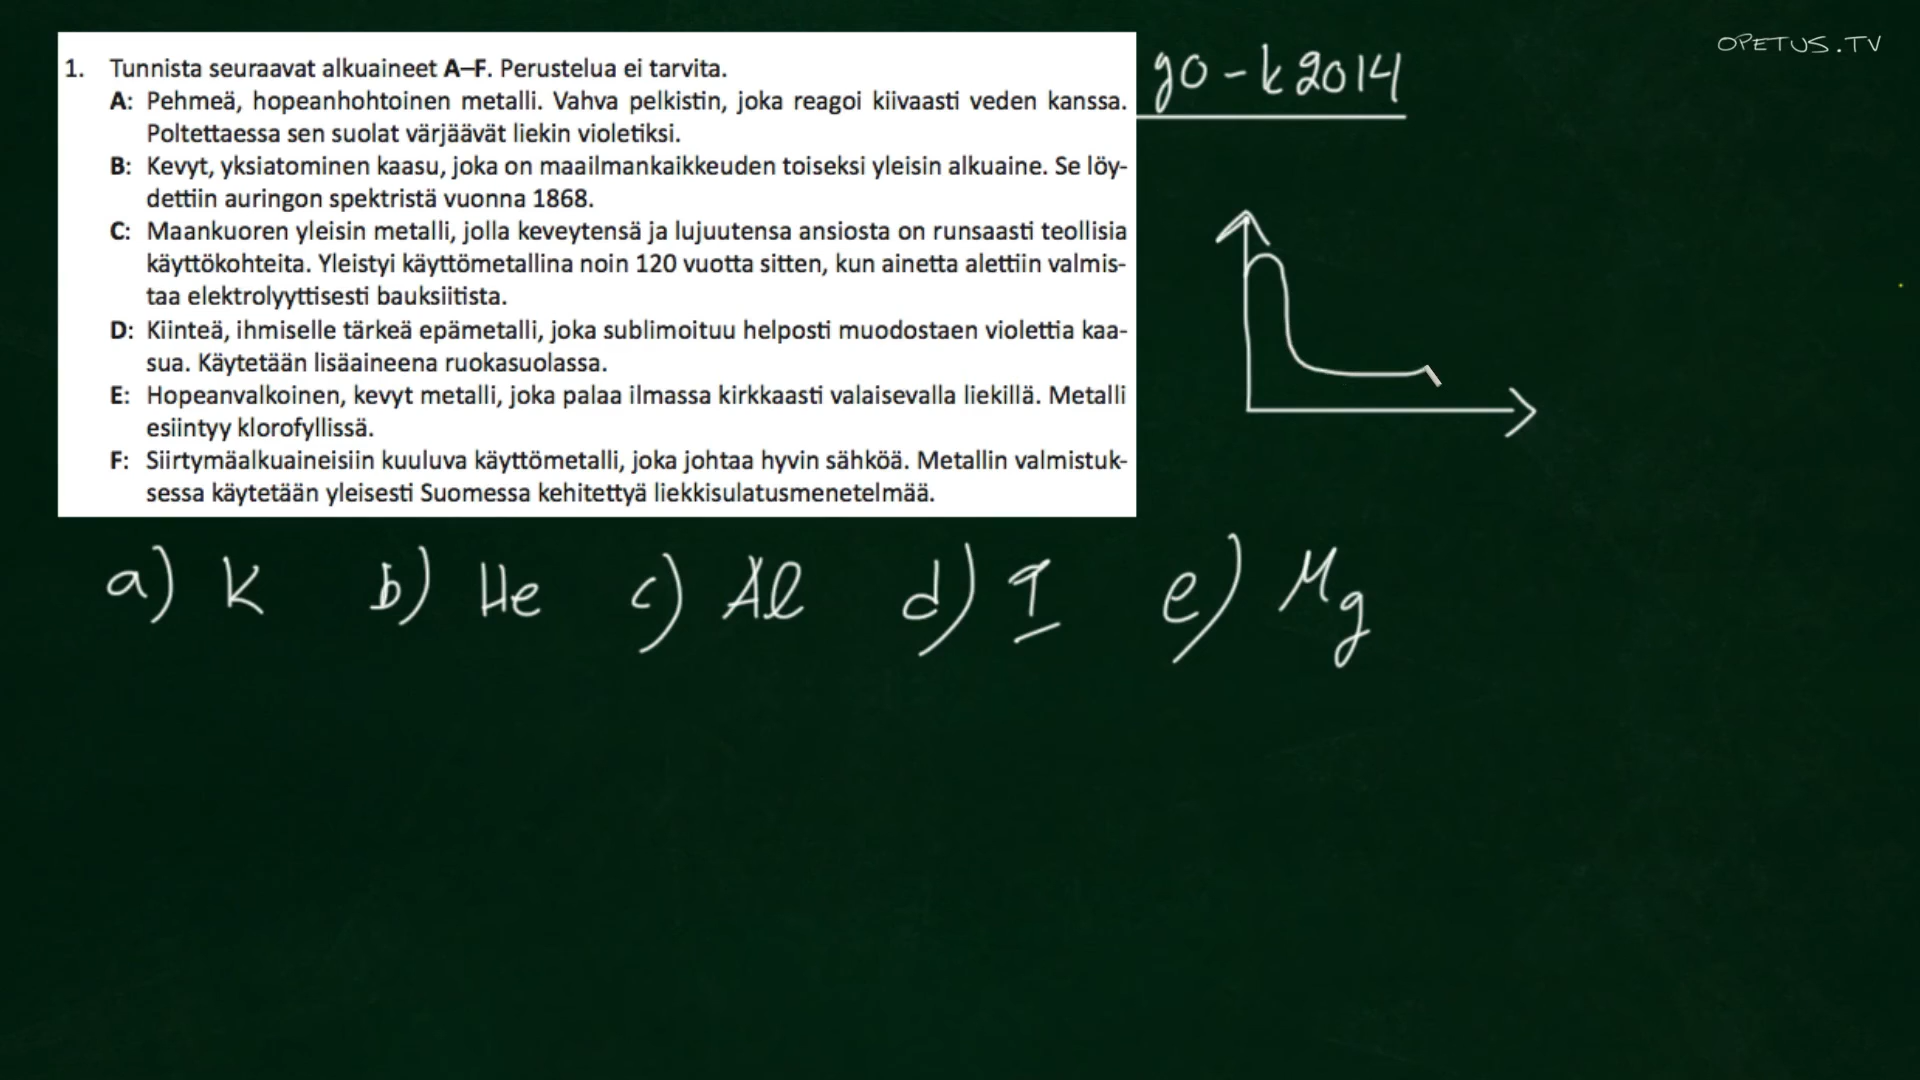 OPETUS.TV
1. Tunnista seuraavat alkuaineet A–F. Perustelua ei tarvita.
A: Pehmeä, hopeanhohtoinen metalli. Vahva pelkistin, joka reagoi kiivaasti veden kanssa.
Poltettaessa sen suolat värjäävät liekin violetiksi.
B: Kevyt, yksiatominen kaasu, joka on maailmankaikkeuden toiseksi yleisin alkuaine. Se löy-
dettiin auringon spektristä vuonna 1868.
C: Maankuoren yleisin metalli, jolla keveytensä ja lujuutensa ansiosta on runsaasti teollisia
käyttökohteita. Yleistyi käyttömetallina noin 120 vuotta sitten, kun ainetta alettiin valmis-
taa elektrolyyttisesti bauksiitista.
D: Kiinteä, ihmiselle tärkeä epämetalli, joka sublimoituu helposti muodostaen violettia kaa-
sua. Käytetään lisäaineena ruokasuolassa.
E: Hopeanvalkoinen, kevyt metalli, joka palaa ilmassa kirkkaasti valaisevalla liekillä. Metalli
esiintyy klorofyllissä.
F: Siirtymäalkuaineisiin kuuluva käyttömetalli, joka johtaa hyvin sähköä. Metallin valmistuk-
sessa käytetään yleisesti Suomessa kehitettyä liekkisulatusmenetelmää.
yo-k2014
a) K b) He c) Al d) I e) Mg